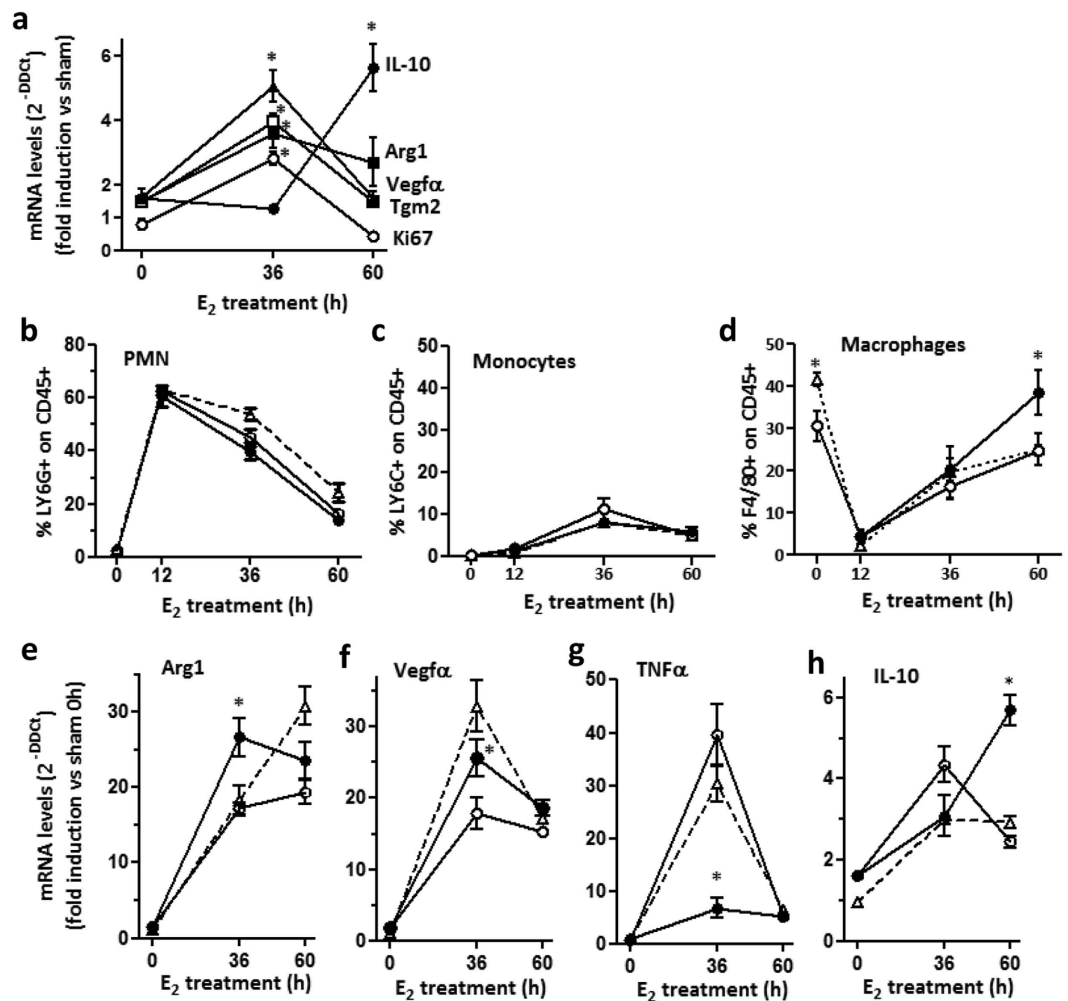 a
mRNA levels (2^-DDCt)
(fold induction vs sham)
6
4
2
1
0
*
*
*
*
*
IL-10
Arg1
Vegfα
Tgm2
Ki67
0 36 60
E2 treatment (h)
b
PMN
% LY6G+ on CD45+
80
60
40
20
0
0 12 36 60
E2 treatment (h)
c
Monocytes
% LY6C+ on CD45+
50
40
30
20
10
0
0 12 36 60
E2 treatment (h)
d
Macrophages
% F4/80+ on CD45+
50
40
30
20
10
0
*
*
0 12 36 60
E2 treatment (h)
e
Arg1
mRNA levels (2^-DDCt)
(fold induction vs sham 0h)
30
20
10
0
*
0 36 60
E2 treatment (h)
f
Vegfα
30
20
10
0
*
0 36 60
E2 treatment (h)
g
TNFα
50
40
30
20
10
0
*
0 36 60
E2 treatment (h)
h
IL-10
6
4
2
0
*
0 36 60
E2 treatment (h)